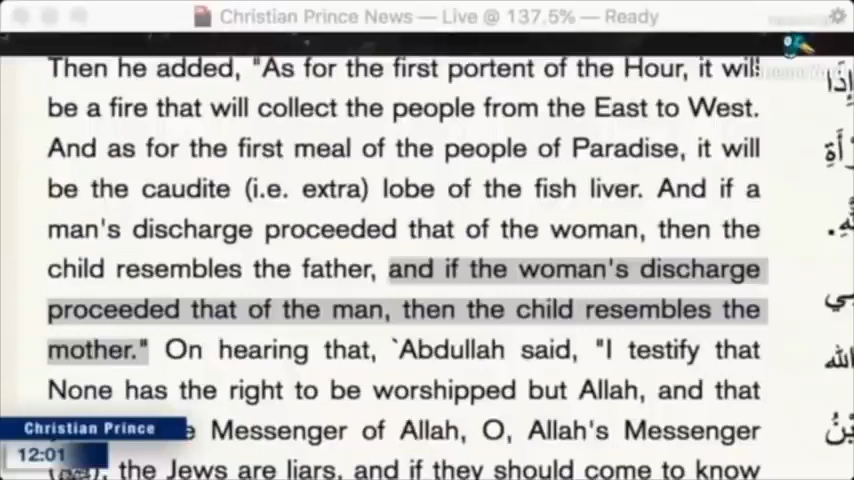 Christian Prince News — Live @ 137.5% — Ready
Then he added, "As for the first portent of the Hour, it will
be a fire that will collect the people from the East to West.
And as for the first meal of the people of Paradise, it will
be the caudite (i.e. extra) lobe of the fish liver. And if a
man's discharge proceeded that of the woman, then the
child resembles the father, and if the woman's discharge
proceeded that of the man, then the child resembles the
mother." On hearing that, `Abdullah said, "I testify that
None has the right to be worshipped but Allah, and that
Messenger of Allah, O, Allah's Messenger
the Jews are liars, and if they should come to know
إذا
الله
Christian Prince
12:01